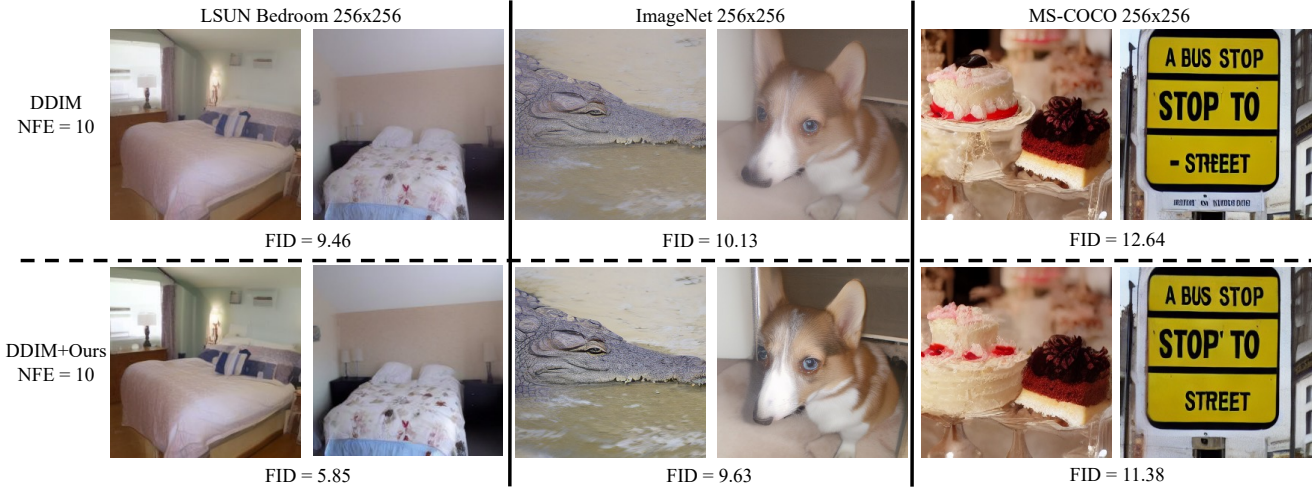 LSUN Bedroom 256x256
ImageNet 256x256
MS-COCO 256x256
DDIM
NFE = 10
A BUS STOP
STOP TO
- STREET
FID = 9.46
FID = 10.13
FID = 12.64
DDIM+Ours
NFE = 10
A BUS STOP
STOP' TO
STREET
FID = 5.85
FID = 9.63
FID = 11.38